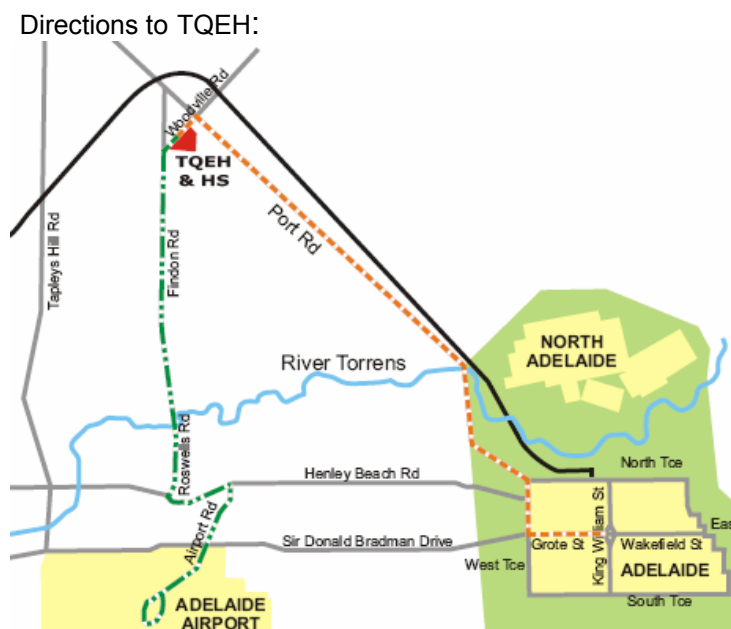 Directions to TQEH:
Woodville Rd
TQEH
& HS
Port Rd
Tapleys Hill Rd
Findon Rd
NORTH
ADELAIDE
River Torrens
Roswells Rd
Henley Beach Rd
North Tce
Airport Rd
King William St
East
Sir Donald Bradman Drive
Grote St
Wakefield St
West Tce
ADELAIDE
ADELAIDE
AIRPORT
South Tce